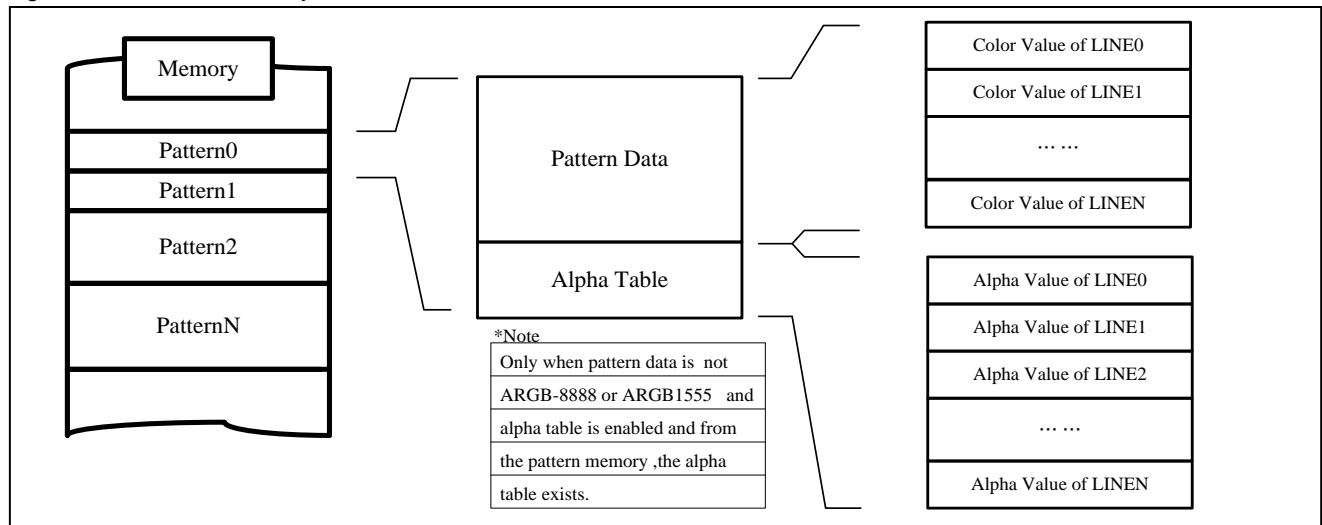 Memory
Pattern0
Pattern1
Pattern2
PatternN
Pattern Data
Alpha Table
*Note
Only when pattern data is not
ARGB-8888 or ARGB1555 and
alpha table is enabled and from
the pattern memory ,the alpha
table exists.
Color Value of LINE0
Color Value of LINE1
... ...
Color Value of LINEN
Alpha Value of LINE0
Alpha Value of LINE1
Alpha Value of LINE2
... ...
Alpha Value of LINEN